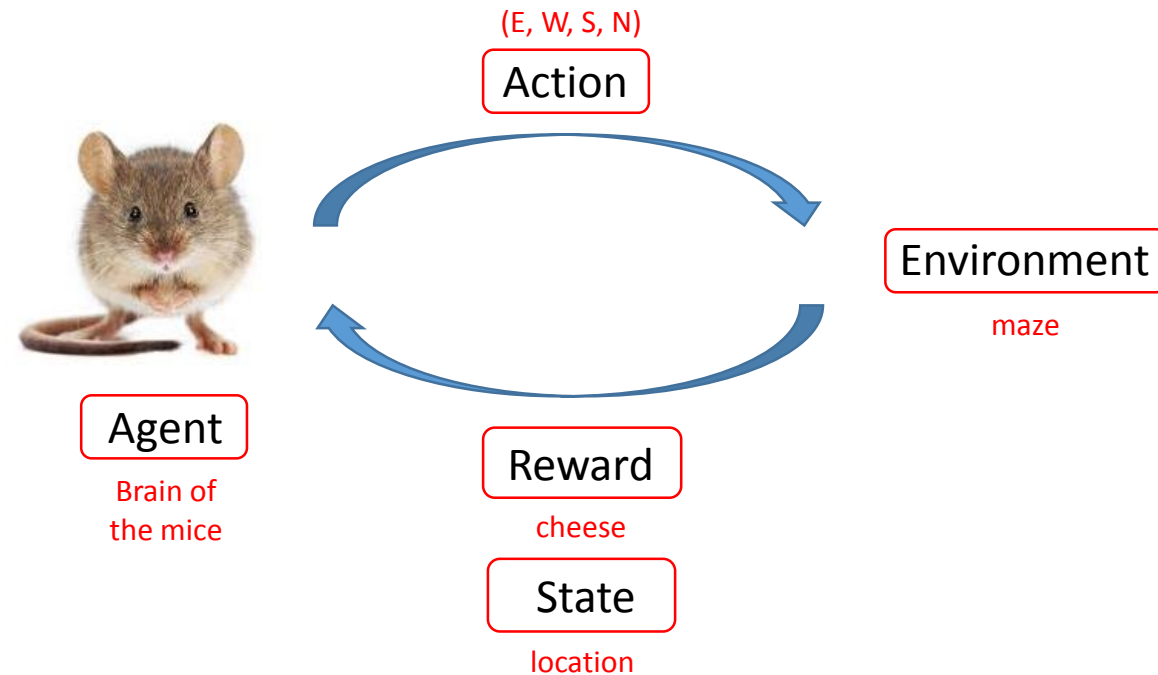 (E, W, S, N)
Action
Environment
maze
Agent
Brain of
the mice
Reward
cheese
State
location